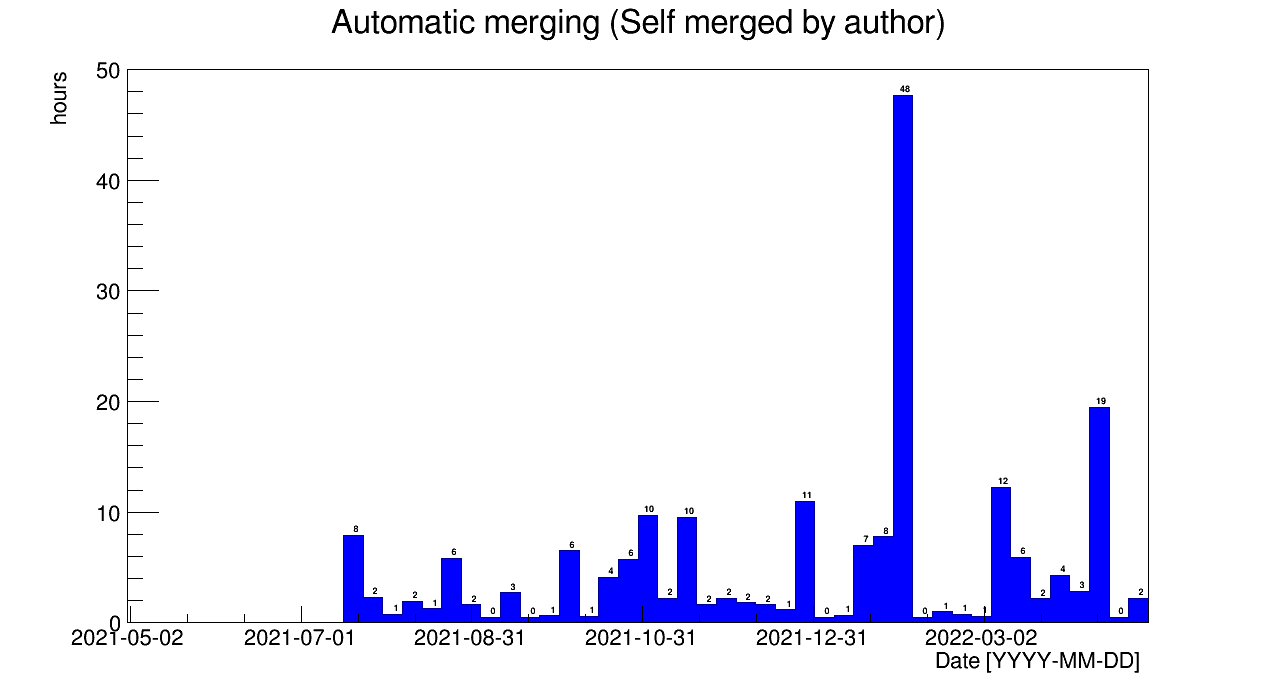 Automatic merging (Self merged by author)
hours
50
40
30
20
10
0
48
19
12
11
10 10
8 8
7
6 6 6 6
4 4
3 3
2 1 2 1 2 0 0 1 1 2 2 2 2 2 1 0 1 0 1 1 1 2 0 2
2021-05-02 2021-07-01 2021-08-31 2021-10-31 2021-12-31 2022-03-02
Date [YYYY-MM-DD]